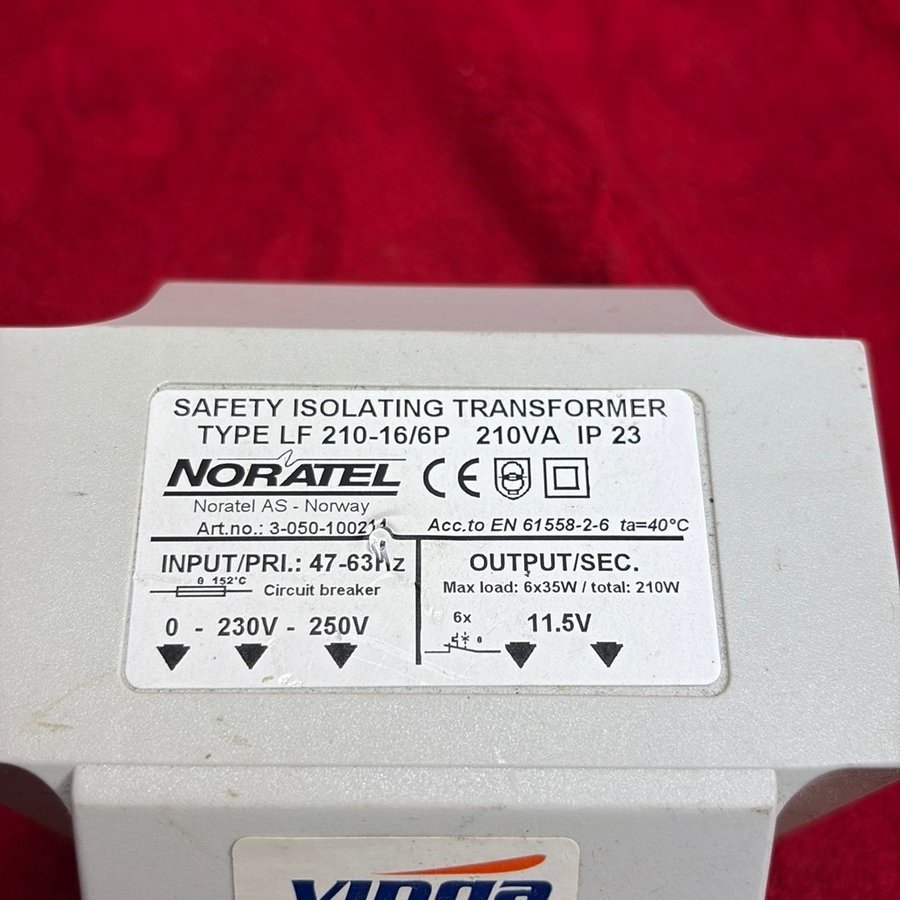 SAFETY ISOLATING TRANSFORMER
TYPE LF 210-16/6P 210VA IP 23
NORATEL CE
Noratel AS - Norway
Art.no.: 3-050-100211 Acc.to EN 61558-2-6 ta=40°C
INPUT/PRI.: 47-63Hz
θ 152°C
Circuit breaker
0 - 230V - 250V
OUTPUT/SEC.
Max load: 6x35W / total: 210W
6x 11.5V
θ